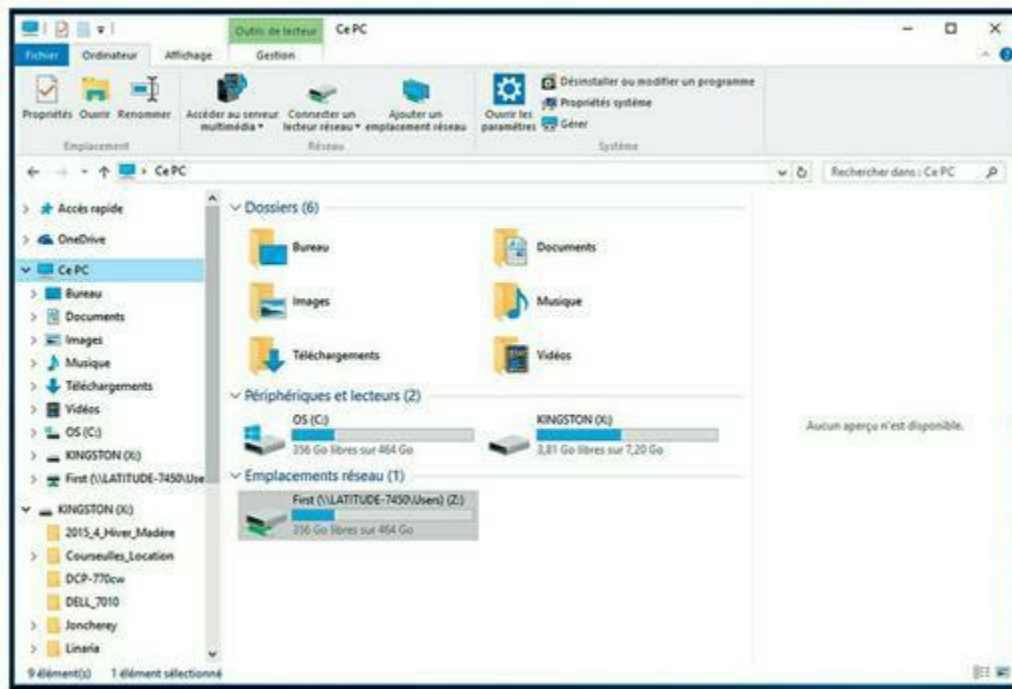 Outils de lecteur Ce PC
Fichier Ordinateur Affichage Gestion
Propriétés Ouvrir Renommer Accéder au serveur multimédia Connecter un lecteur réseau Ajouter un emplacement réseau Ouvrir les paramètres
Désinstaller ou modifier un programme
Propriétés système
Gérer
Emplacement Réseau Système
Ce PC Rechercher dans : Ce PC
Accès rapide
OneDrive
Ce PC
Bureau
Documents
Images
Musique
Téléchargements
Vidéos
OS (C:)
KINGSTON (X:)
First (\\LATITUDE-7450\Use
KINGSTON (X:)
2015_4_Hiver_Madère
Courseulles_Location
DCP-770cw
DELL_7010
Joncherey
Linaria
Dossiers (6)
Bureau Documents
Images Musique
Téléchargements Vidéos
Périphériques et lecteurs (2)
OS (C:) KINGSTON (X:)
356 Go libres sur 464 Go 3,81 Go libres sur 7,20 Go
Emplacements réseau (1)
First (\\LATITUDE-7450\Users) (Z:)
356 Go libres sur 464 Go
Aucun aperçu n'est disponible.
9 élément(s) 1 élément sélectionné